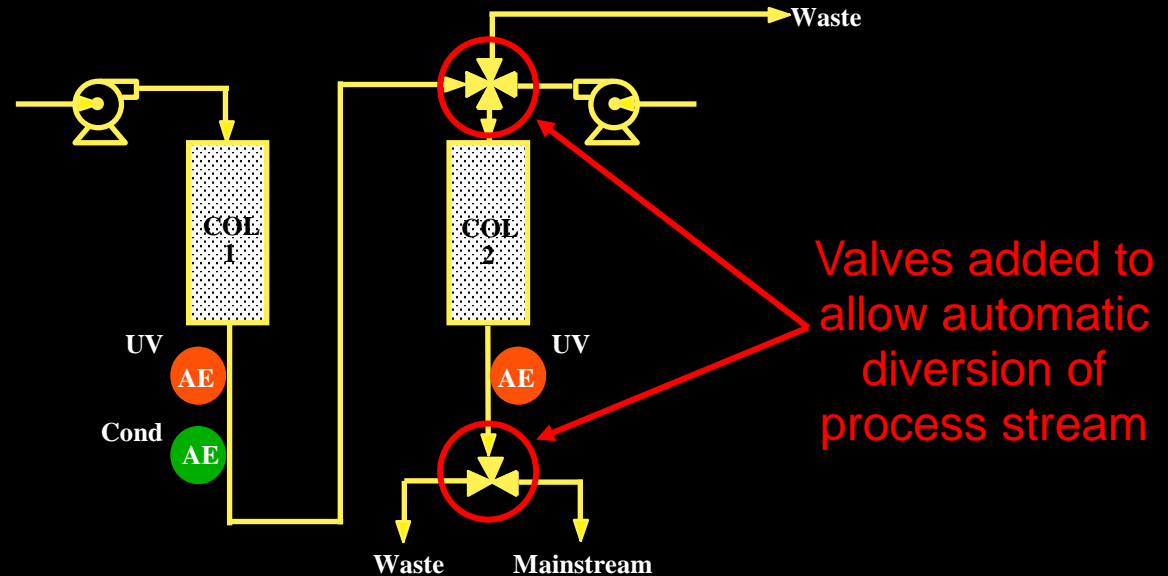 Waste
COL
1
COL
2
UV
AE
UV
AE
Cond
AE
Valves added to
allow automatic
diversion of
process stream
Waste
Mainstream